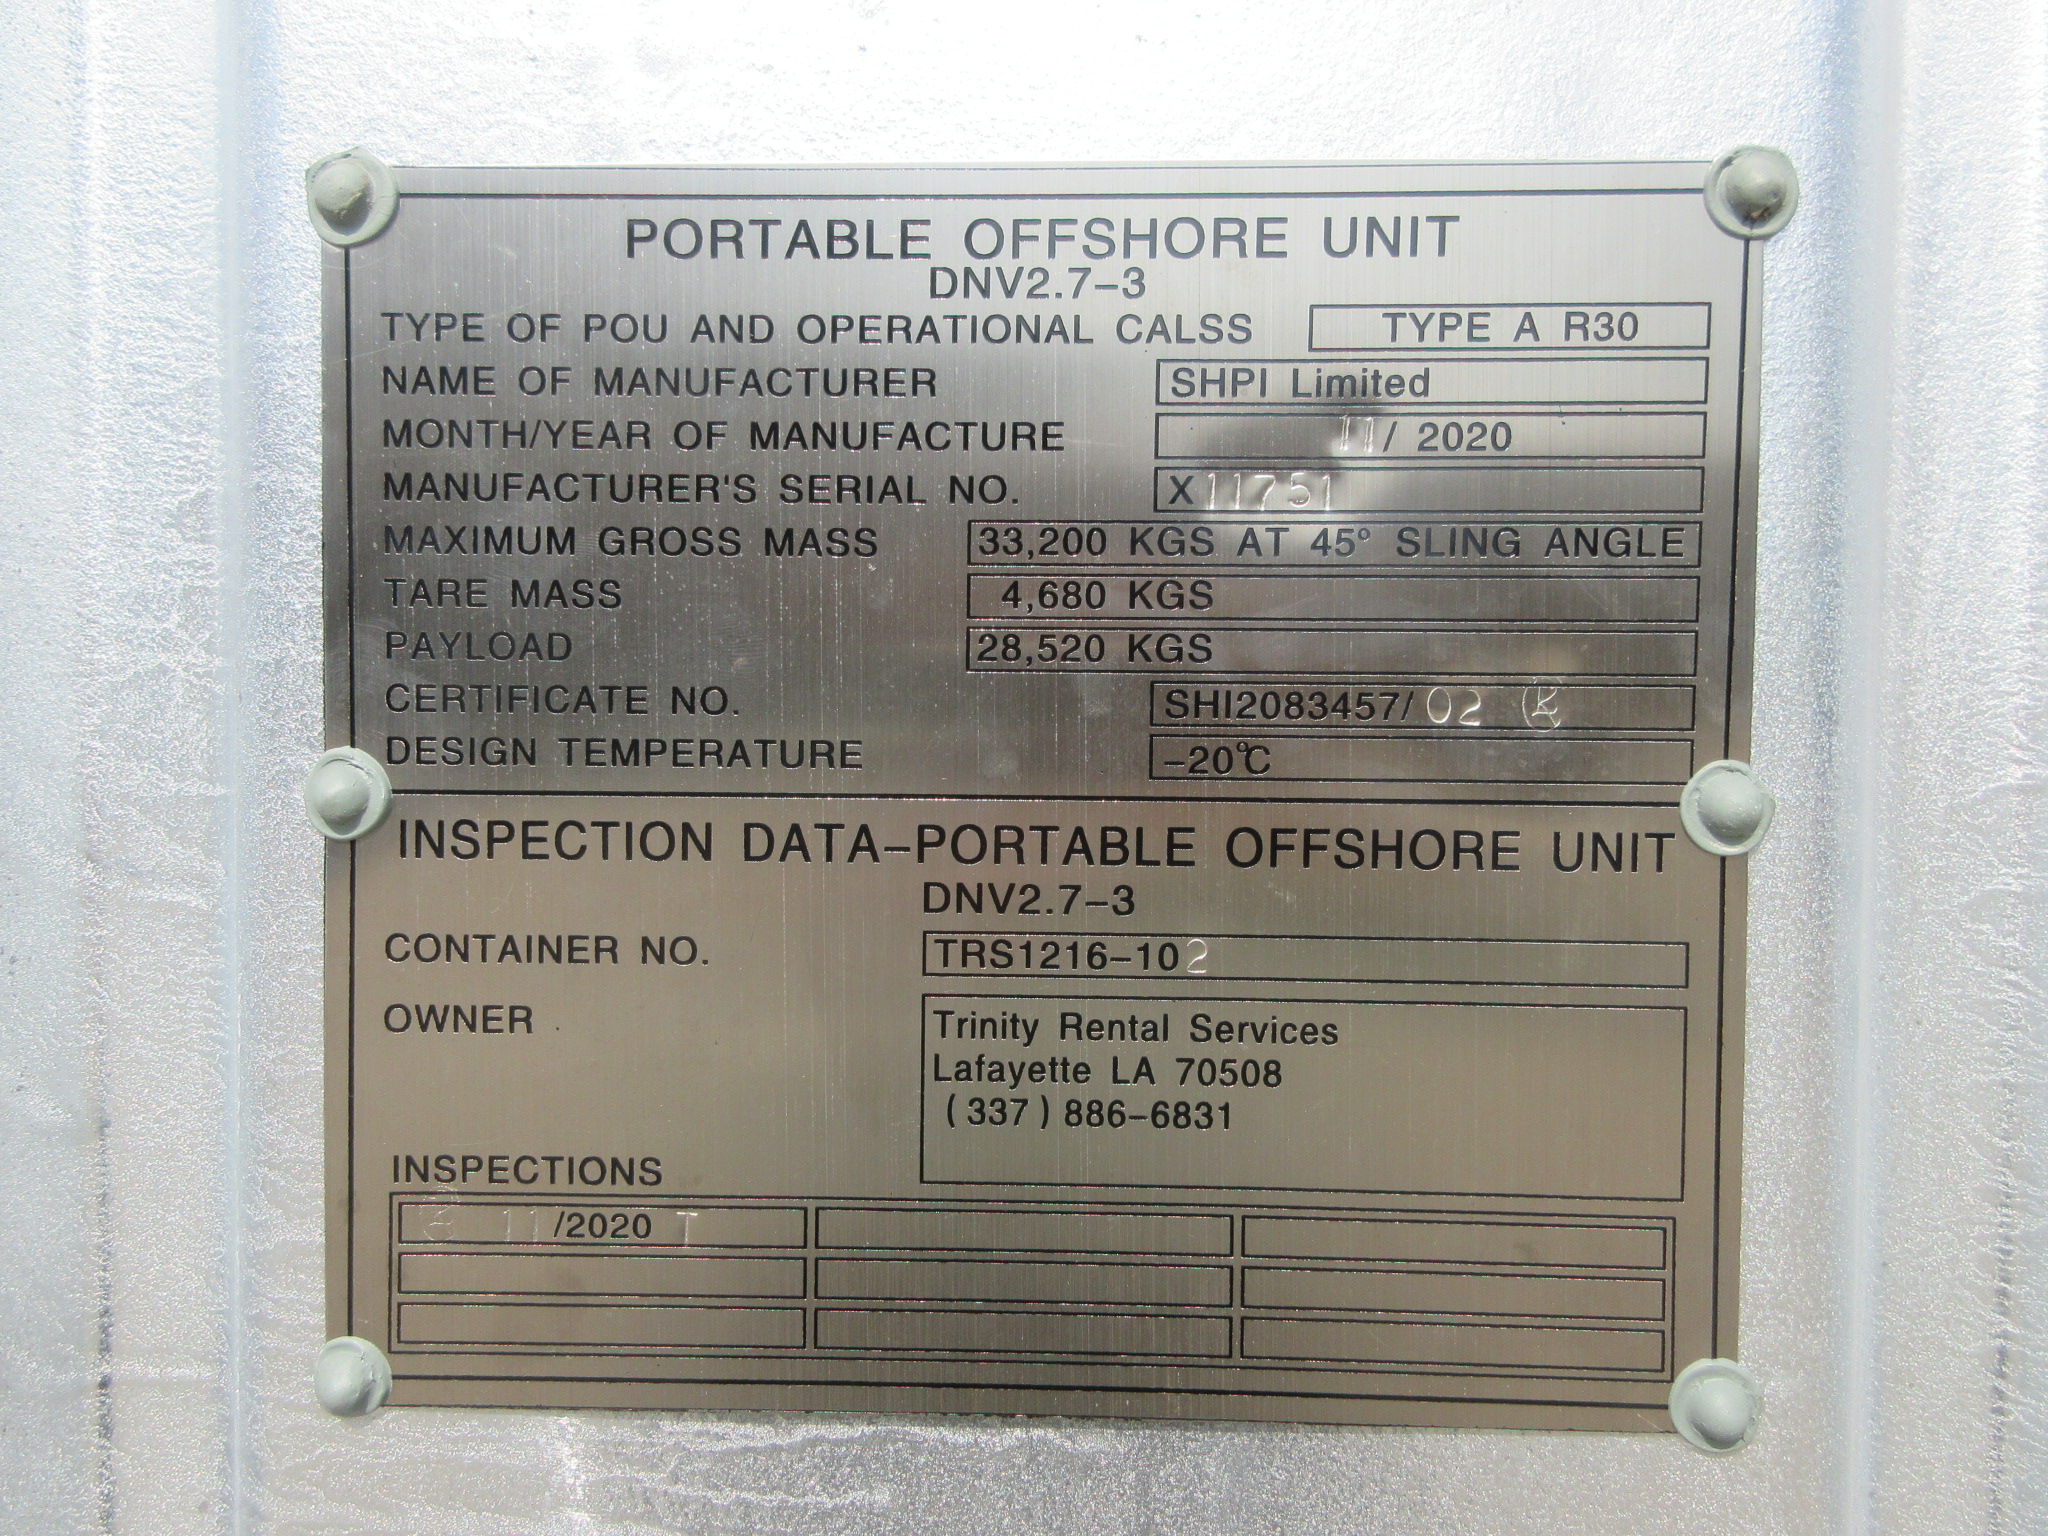 PORTABLE OFFSHORE UNIT
DNV2.7-3
TYPE OF POU AND OPERATIONAL CALSS TYPE A R30
NAME OF MANUFACTURER SHPI Limited
MONTH/YEAR OF MANUFACTURE 11/ 2020
MANUFACTURER'S SERIAL NO. X11751
MAXIMUM GROSS MASS 33,200 KGS AT 45° SLING ANGLE
TARE MASS 4,680 KGS
PAYLOAD 28,520 KGS
CERTIFICATE NO. SHI2083457/02
DESIGN TEMPERATURE -20℃
INSPECTION DATA-PORTABLE OFFSHORE UNIT
DNV2.7-3
CONTAINER NO. TRS1216-102
OWNER Trinity Rental Services
Lafayette LA 70508
(337) 886-6831
INSPECTIONS
11/2020 T